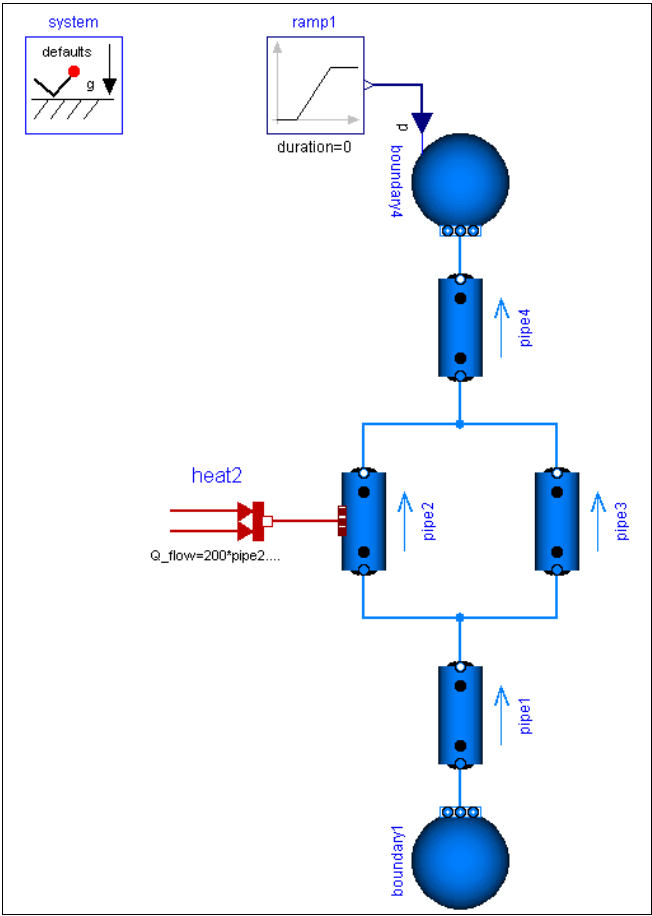 system
ramp1
defaults
g
duration=0
p
boundary4
pipe4
heat2
pipe2
pipe3
Q_flow=200*pipe2....
pipe1
boundary1